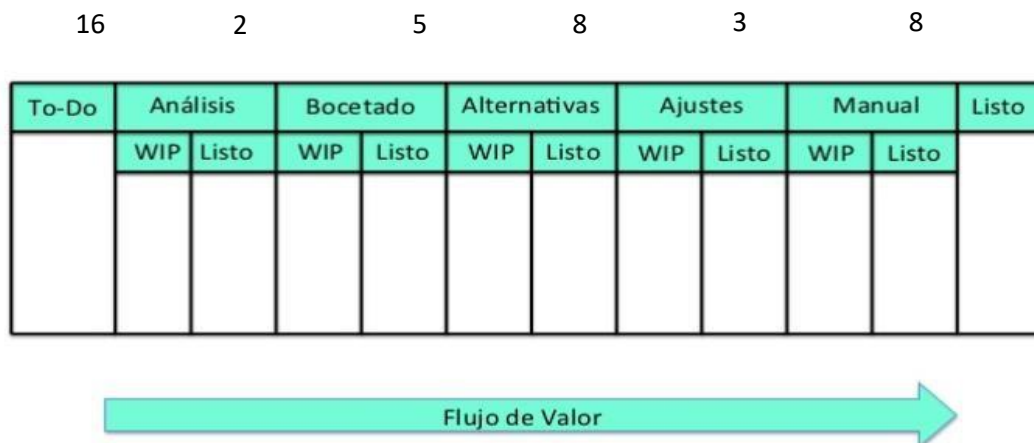 16 2 5 8 3 8
To-Do Análisis Bocetado Alternativas Ajustes Manual Listo
WIP Listo WIP Listo WIP Listo WIP Listo WIP Listo
Flujo de Valor